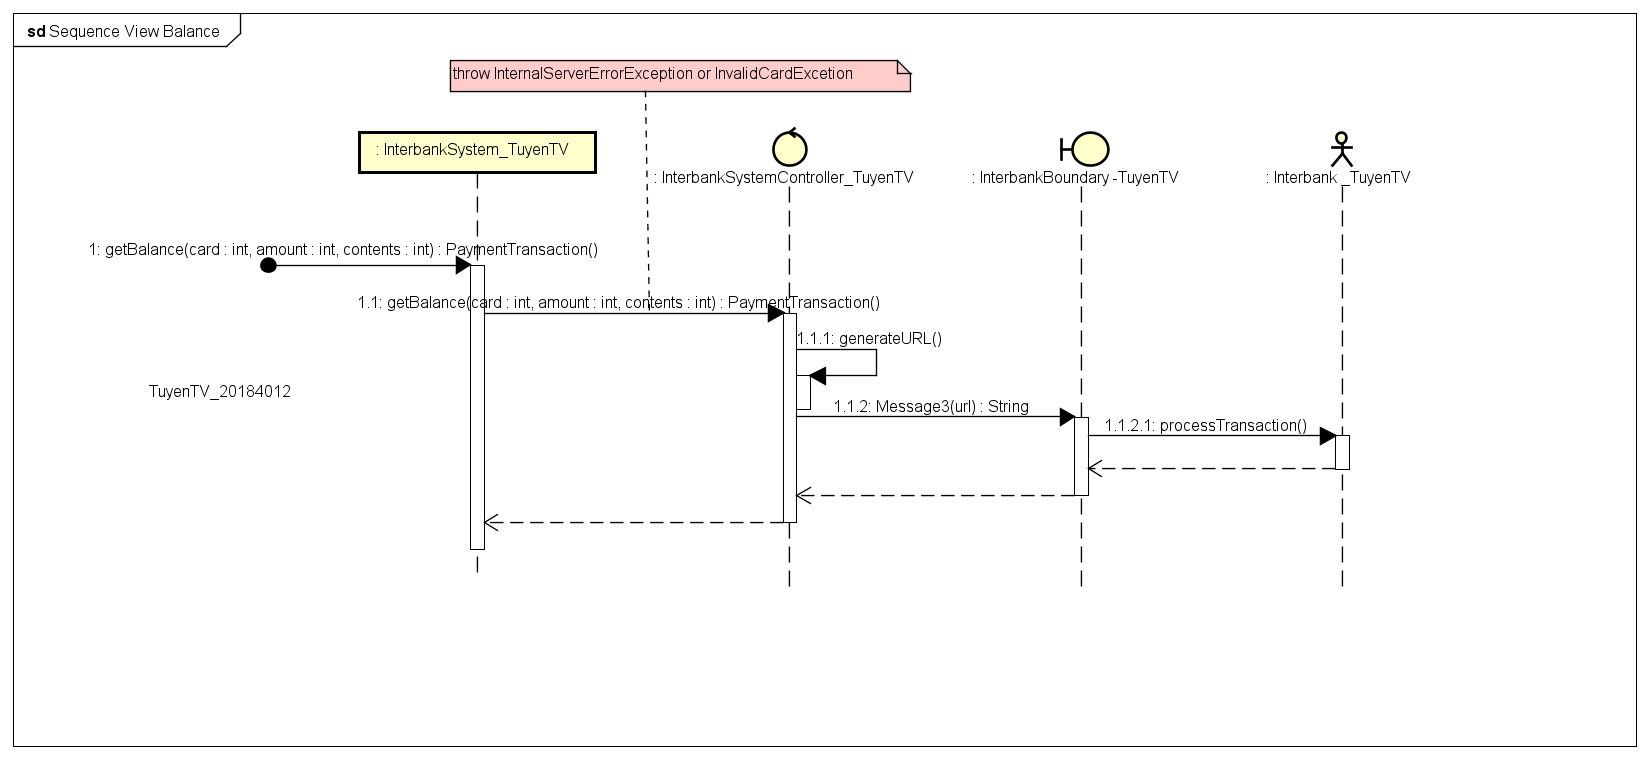 sd Sequence View Balance
throw InternalServerErrorException or InvalidCardExcetion
: InterbankSystem_TuyenTV
: InterbankSystemController_TuyenTV
: InterbankBoundary -TuyenTV
: Interbank _TuyenTV
1: getBalance(card : int, amount : int, contents : int) : PaymentTransaction()
1.1: getBalance(card : int, amount : int, contents : int) : PaymentTransaction()
1.1.1: generateURL()
TuyenTV_20184012
1.1.2: Message3(url) : String
1.1.2.1: processTransaction()